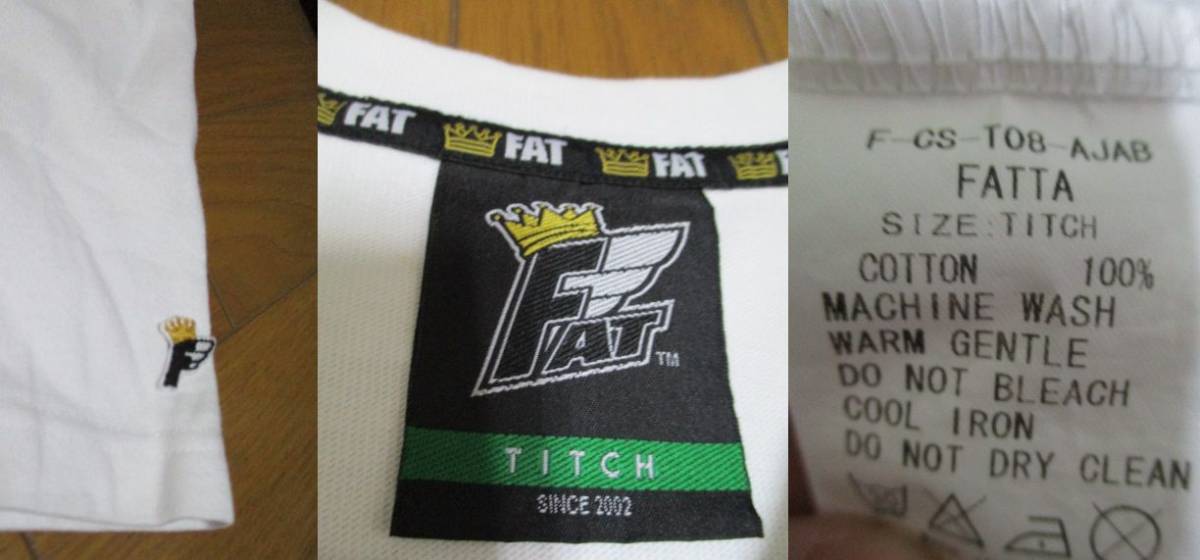 F
FAT FAT FAT F
FAT
TM
TITCH
SINCE 2002
F-CS-T08-AJAB
FATTA
SIZE:TITCH
COTTON 100%
MACHINE WASH
WARM GENTLE
DO NOT BLEACH
COOL IRON
DO NOT DRY CLEAN